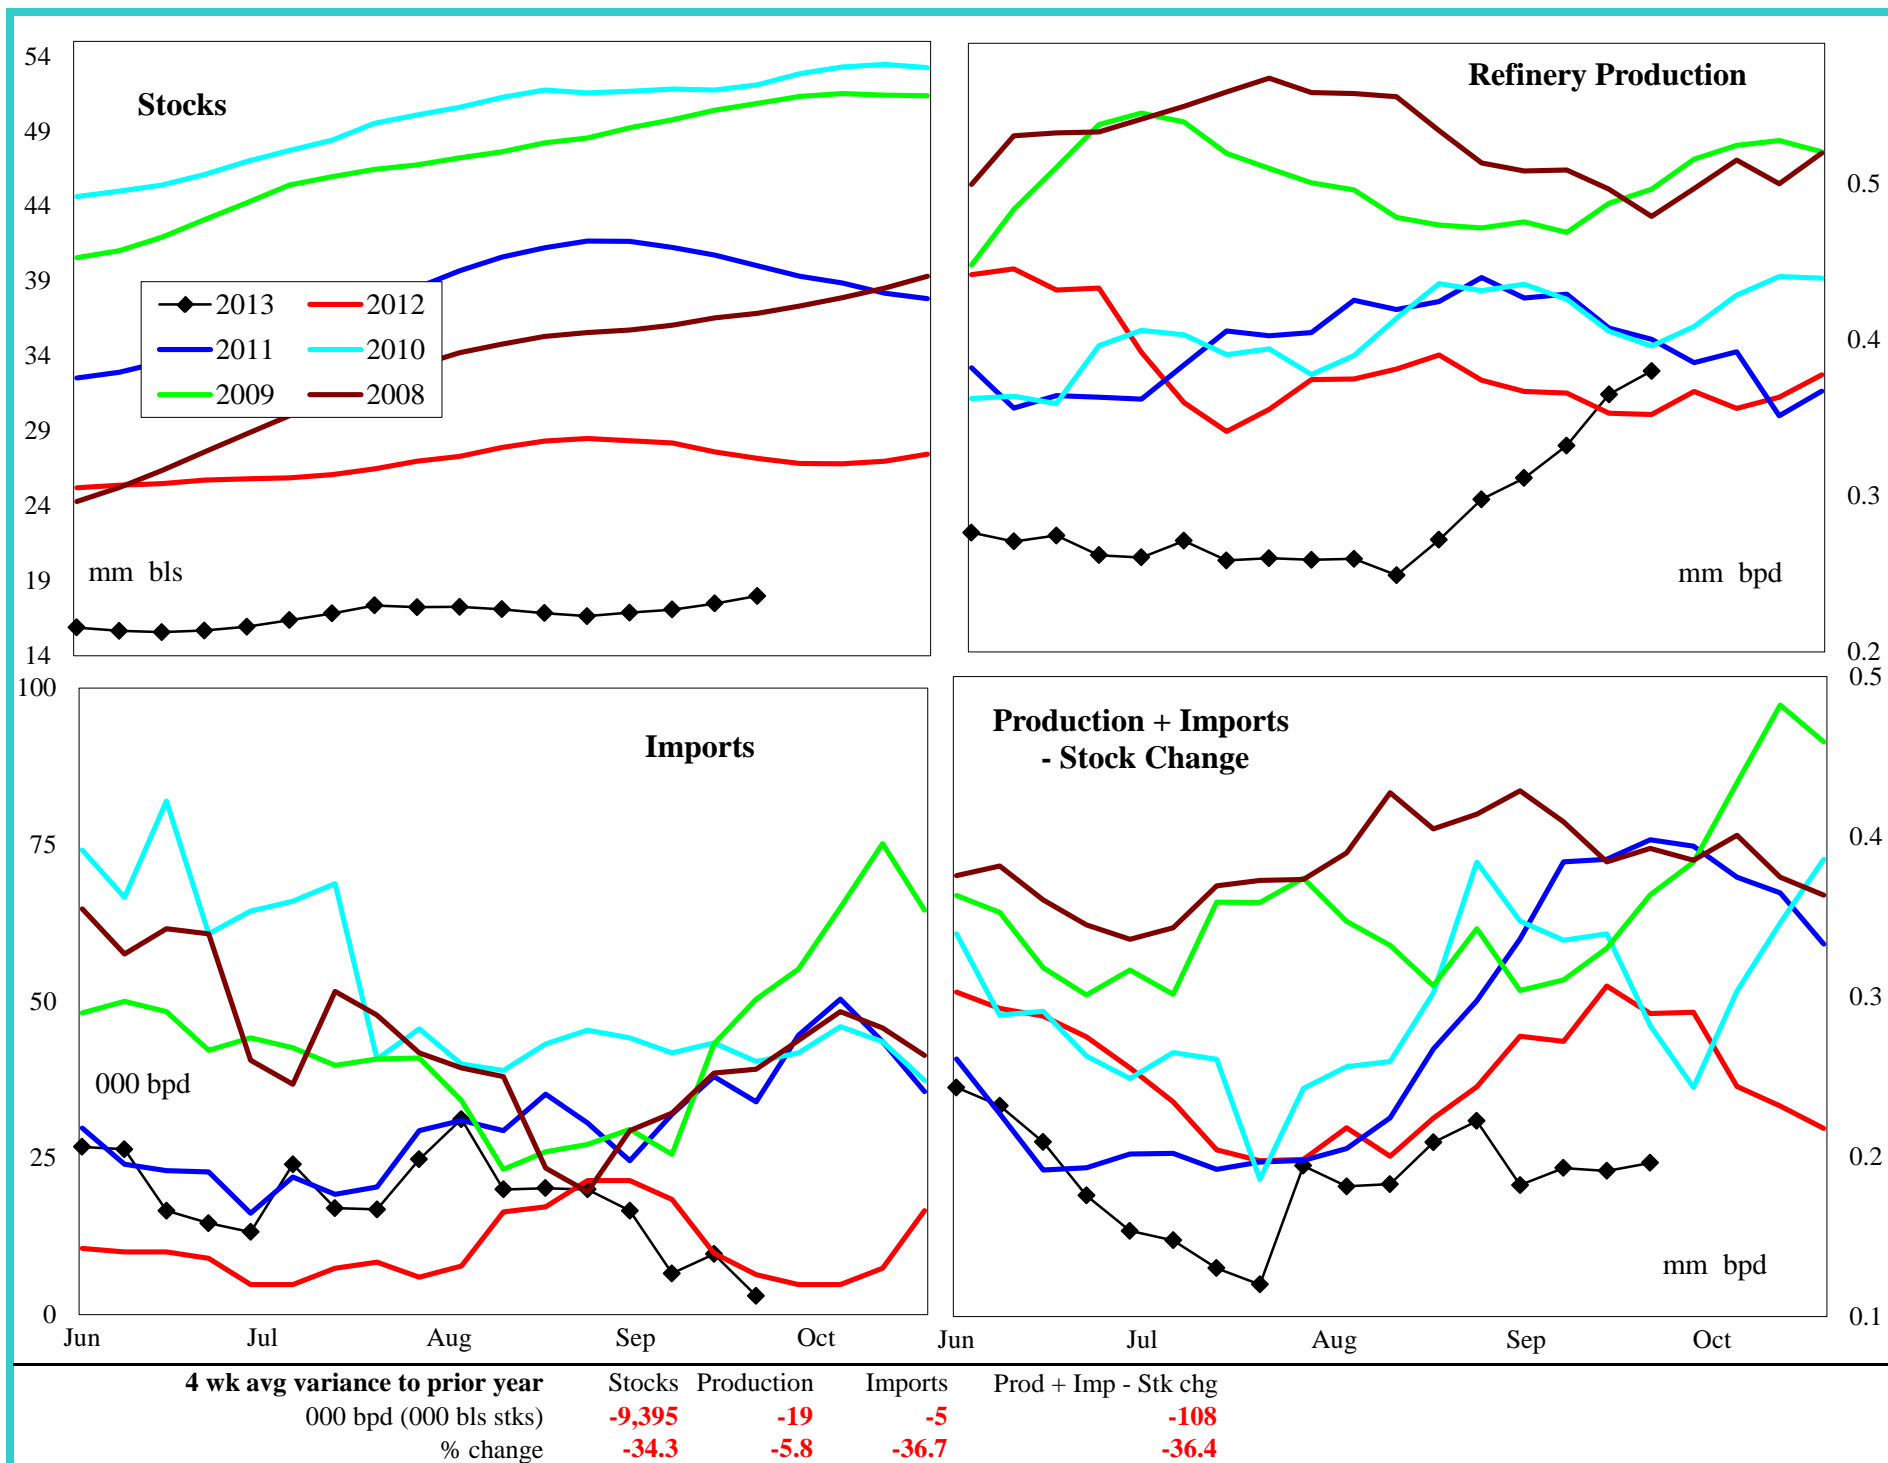 54
49
44
39
34
29
24
19
14
Stocks
2013 2012
2011 2010
2009 2008
mm bls
Refinery Production
0.5
0.4
0.3
0.2
mm bpd
100
75
50
25
0
Imports
000 bpd
Jun Jul Aug Sep Oct
Production + Imports
- Stock Change
0.5
0.4
0.3
0.2
0.1
mm bpd
Jun Jul Aug Sep Oct
4 wk avg variance to prior year Stocks Production Imports Prod + Imp - Stk chg
000 bpd (000 bls stks) -9,395 -19 -5 -108
% change -34.3 -5.8 -36.7 -36.4